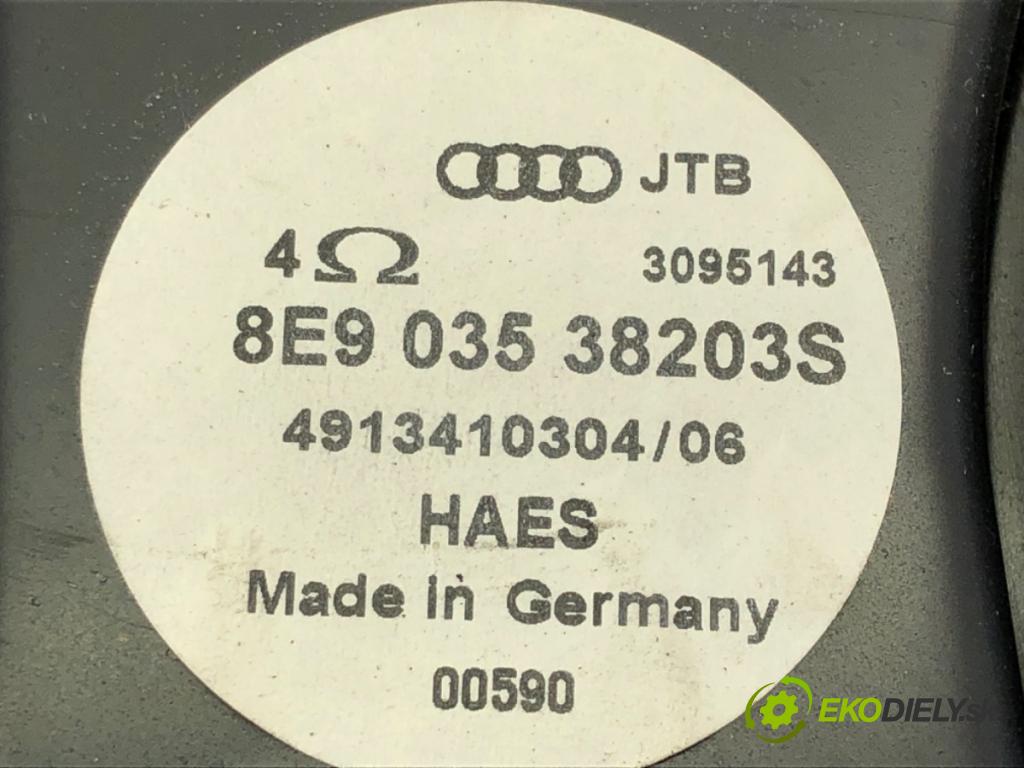 JTB
4Ω 3095143
8E9 035 38203S
4913410304/06
HAES
Made in Germany
00590
EKODIELY.sk